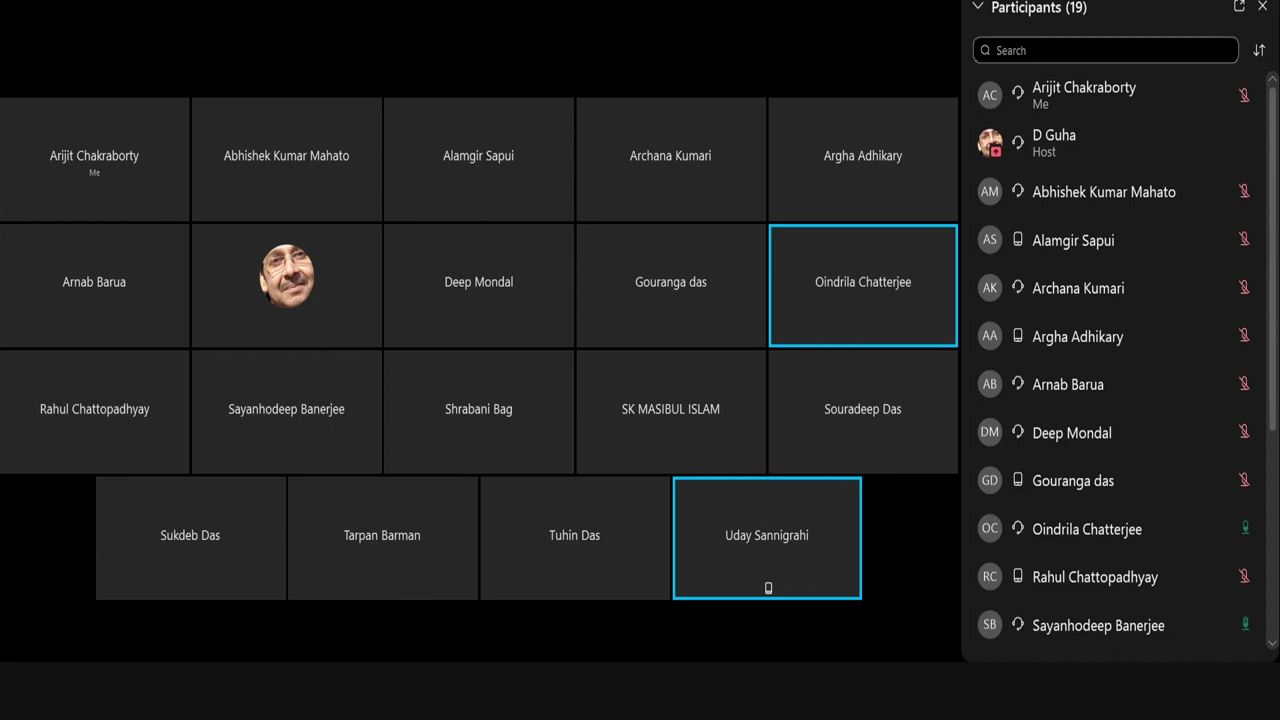 Participants (19)
Search
Arijit Chakraborty
Me
Abhishek Kumar Mahato
Alamgir Sapui
Archana Kumari
Argha Adhikary
Arnab Barua
Deep Mondal
Gouranga das
Oindrila Chatterjee
Rahul Chattopadhyay
Sayanhodeep Banerjee
Shrabani Bag
SK MASIBUL ISLAM
Souradeep Das
Sukdeb Das
Tarpan Barman
Tuhin Das
Uday Sannigrahi
AC
Arijit Chakraborty
Me
D Guha
Host
AM
Abhishek Kumar Mahato
AS
Alamgir Sapui
AK
Archana Kumari
AA
Argha Adhikary
AB
Arnab Barua
DM
Deep Mondal
GD
Gouranga das
OC
Oindrila Chatterjee
RC
Rahul Chattopadhyay
SB
Sayanhodeep Banerjee